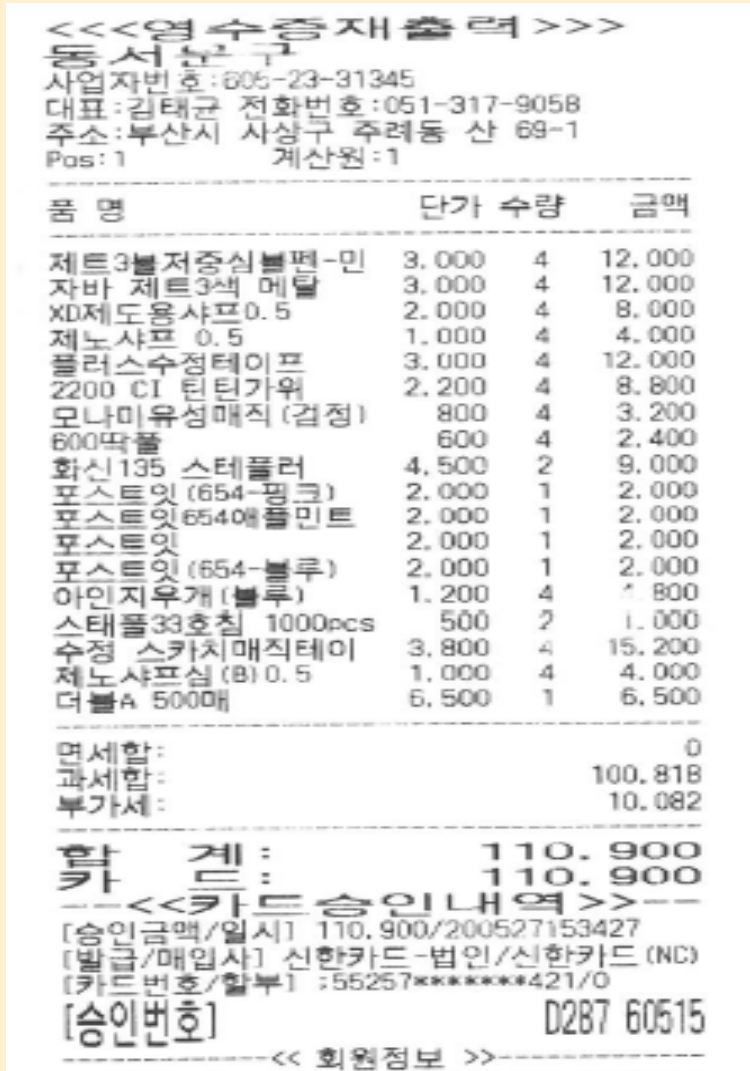 <<<영수증재출력>>>
동서문구
사업자번호:605-23-31345
대표:김태균 전화번호:051-317-9058
주소:부산시 사상구 주례동 산 69-1
Pos:1 계산원:1
품 명 단가 수량 금액
제트3볼저중심볼펜-민 3.000 4 12.000
자바 제트3색 메탈 3.000 4 12.000
XD제도용샤프0.5 2.000 4 8.000
제노샤프 0.5 1.000 4 4.000
플러스수정테이프 3.000 4 12.000
2200 CI 틴틴가위 2.200 4 8.800
모나미유성매직(검정) 800 4 3.200
600딱풀 600 4 2.400
화신135 스테플러 4.500 2 9.000
포스트잇(654-핑크) 2.000 1 2.000
포스트잇654애플민트 2.000 1 2.000
포스트잇 2.000 1 2.000
포스트잇(654-블루) 2.000 1 2.000
아인지우개(블루) 1.200 4 4.800
스태플33호침 1000pcs 500 2 1.000
수정 스카치매직테이 3.800 4 15.200
제노샤프심(B)0.5 1.000 4 4.000
더블A 500매 6.500 1 6.500
면세합: 0
과세합: 100.818
부가세: 10.082
합 계: 110.900
카 드: 110.900
--<<카드승인내역>>--
[승인금액/일시] 110.900/200527153427
[발급/매입사] 신한카드-법인/신한카드(NC)
[카드번호/할부] ;55257*******421/0
[승인번호] D287 60515
<< 회원정보 >>